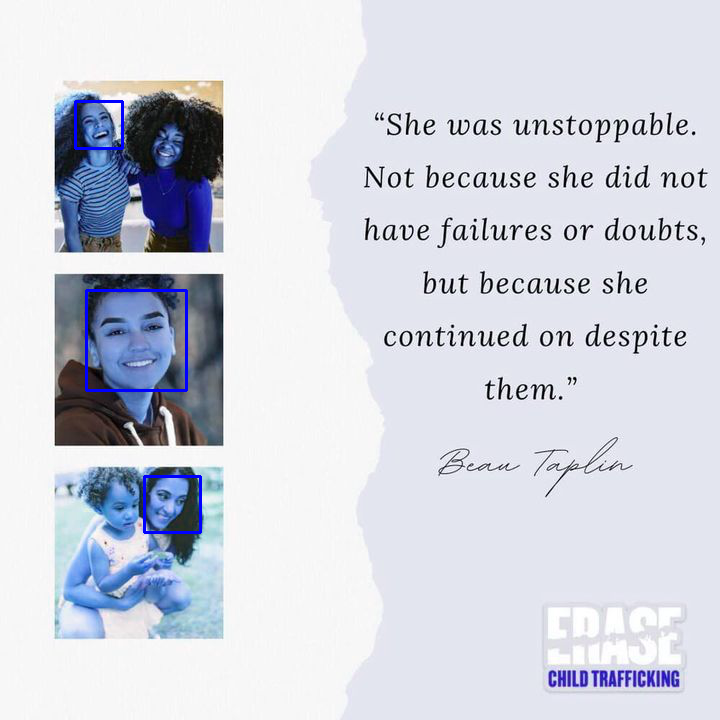 “She was unstoppable.
Not because she did not
have failures or doubts,
but because she
continued on despite
them.”
Beau Taplin
ERASE
CHILD TRAFFICKING